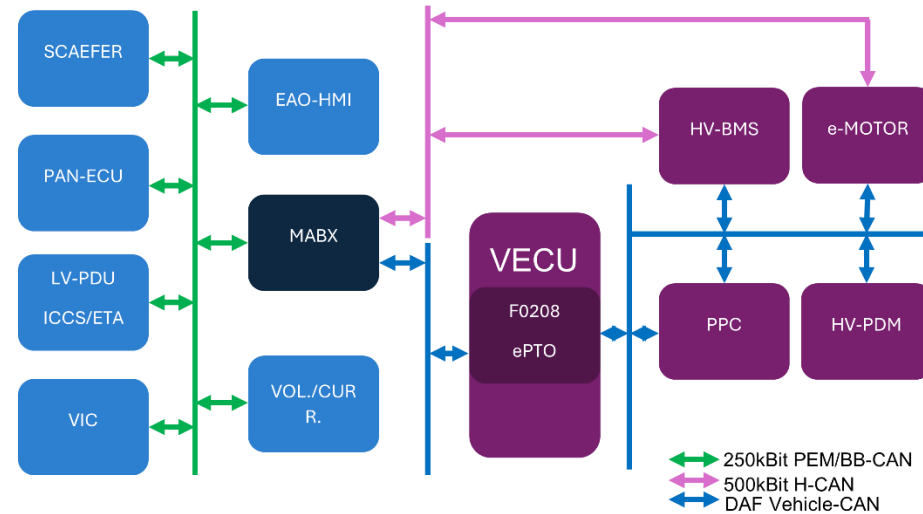 SCAEFER
EAO-HMI
PAN-ECU
MABX
LV-PDU
ICCS/ETA
VIC
VOL./CUR
R.
VECU
F0208
ePTO
HV-BMS
e-MOTOR
PPC
HV-PDM
250kBit PEM/BB-CAN
500kBit H-CAN
DAF Vehicle-CAN